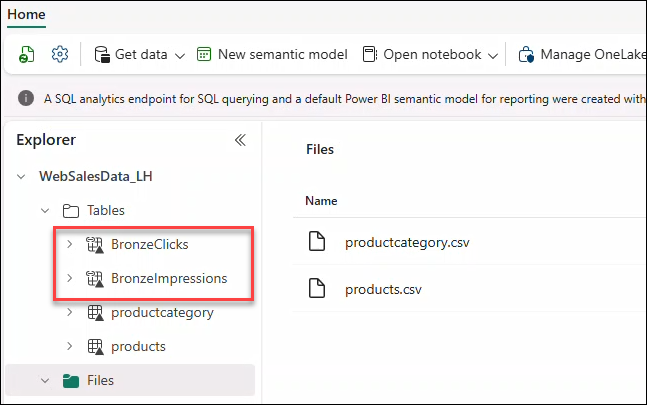 Home
Get data
New semantic model
Open notebook
Manage OneLake
A SQL analytics endpoint for SQL querying and a default Power BI semantic model for reporting were created with
Explorer
WebSalesData_LH
Tables
BronzeClicks
BronzeImpressions
productcategory
products
Files
Files
Name
productcategory.csv
products.csv